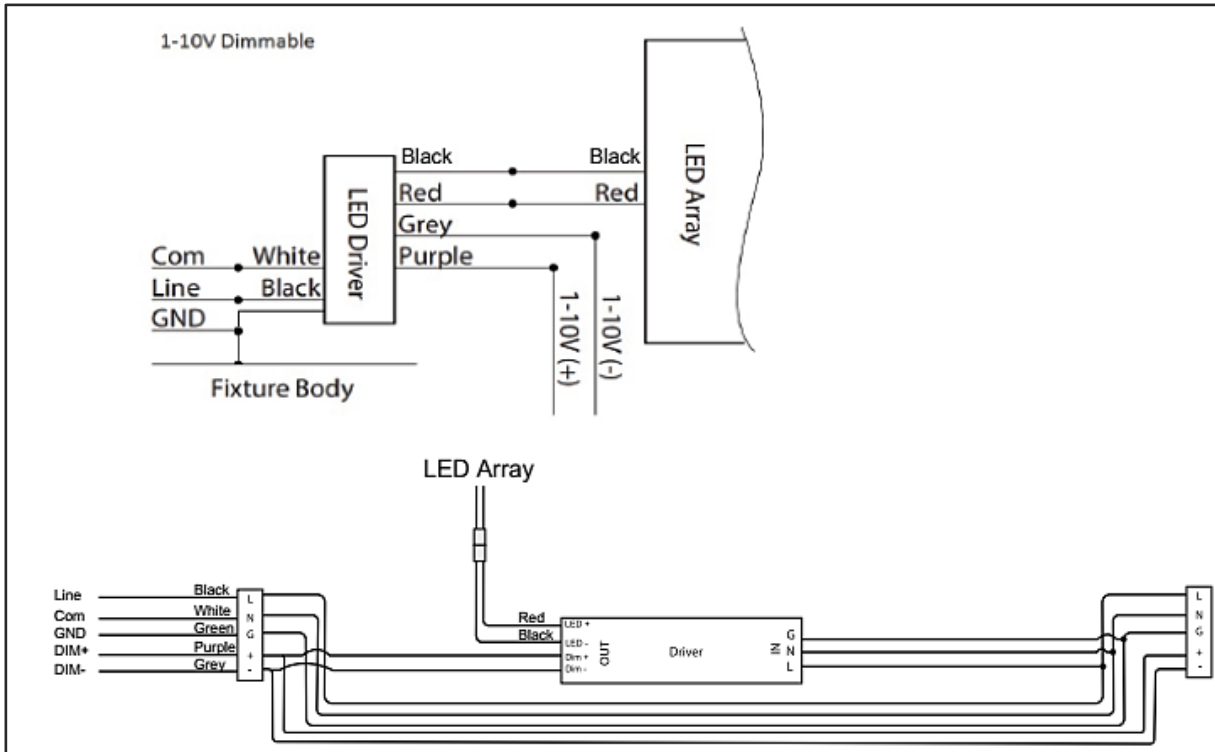 1-10V Dimmable
Black
Black
Red
Red
Grey
Purple
LED Driver
LED Array
Com
White
Line
Black
GND
1-10V (+)
1-10V (-)
Fixture Body
LED Array
Line
Black
L
Com
White
N
GND
Green
G
DIM+
Purple
+
DIM-
Grey
-
Red
LED +
Black
LED -
Dim +
Dim -
OUT
Driver
IN
G
N
L
L
N
G
+
-